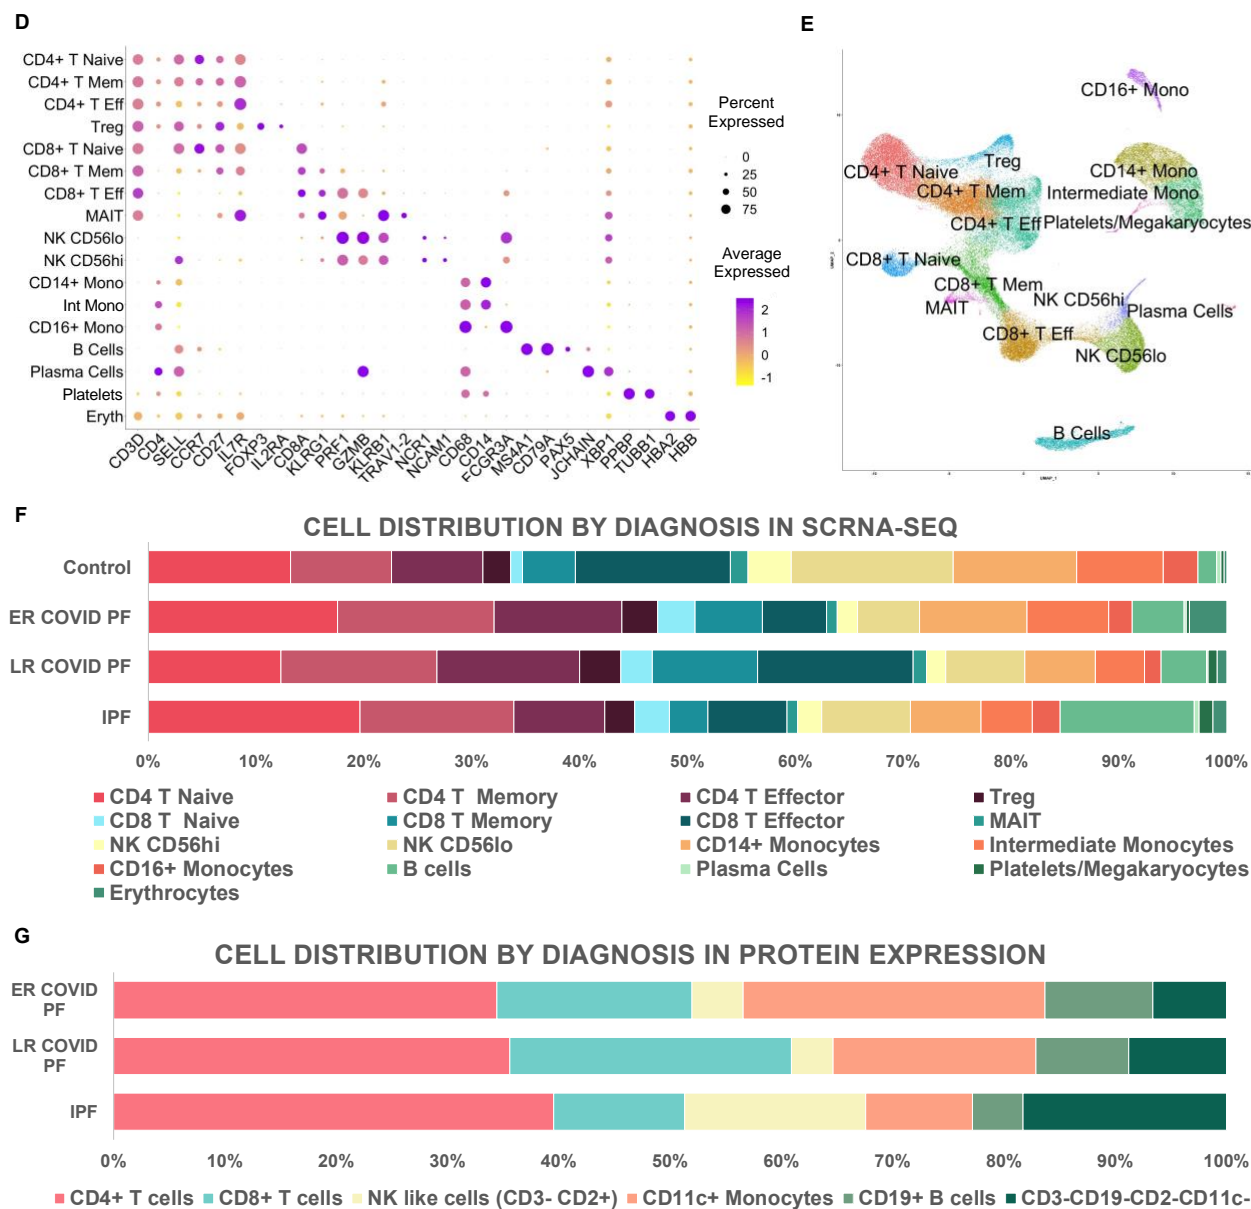 D
CD4+ T Naive
CD4+ T Mem
CD4+ T Eff
Treg
CD8+ T Naive
CD8+ T Mem
CD8+ T Eff
MAIT
NK CD56lo
NK CD56hi
CD14+ Mono
Int Mono
CD16+ Mono
B Cells
Plasma Cells
Platelets
Eryth
CD3D CD4 SELL CCR7 CD27 IL7R FOXP3 IL2RA CD8A KLRG1 PRF1 GZMB KLRB1 TRAV1-2 NCR1 NCAM1 CD68 CD14 FCGR3A MS4A1 CD79A PAX5 JCHAIN XBP1 PPBP TUBB1 HBA2 HBB
Percent
Expressed
0
25
50
75
Average
Expressed
2
1
0
-1
E
CD16+ Mono
CD4+ T Naive
Treg
CD14+ Mono
CD4+ T Mem
Intermediate Mono
CD4+ T Eff
Platelets/Megakaryocytes
CD8+ T Naive
CD8+ T Mem
MAIT
NK CD56hi
Plasma Cells
CD8+ T Eff
NK CD56lo
B Cells
UMAP_1
F
CELL DISTRIBUTION BY DIAGNOSIS IN SCRNA-SEQ
Control
ER COVID PF
LR COVID PF
IPF
0% 10% 20% 30% 40% 50% 60% 70% 80% 90% 100%
CD4 T Naive CD4 T Memory CD4 T Effector Treg
CD8 T Naive CD8 T Memory CD8 T Effector MAIT
NK CD56hi NK CD56lo CD14+ Monocytes Intermediate Monocytes
CD16+ Monocytes B cells Plasma Cells Platelets/Megakaryocytes
Erythrocytes
G
CELL DISTRIBUTION BY DIAGNOSIS IN PROTEIN EXPRESSION
ER COVID
PF
LR COVID
PF
IPF
0% 10% 20% 30% 40% 50% 60% 70% 80% 90% 100%
CD4+ T cells CD8+ T cells NK like cells (CD3- CD2+) CD11c+ Monocytes CD19+ B cells CD3-CD19-CD2-CD11c-